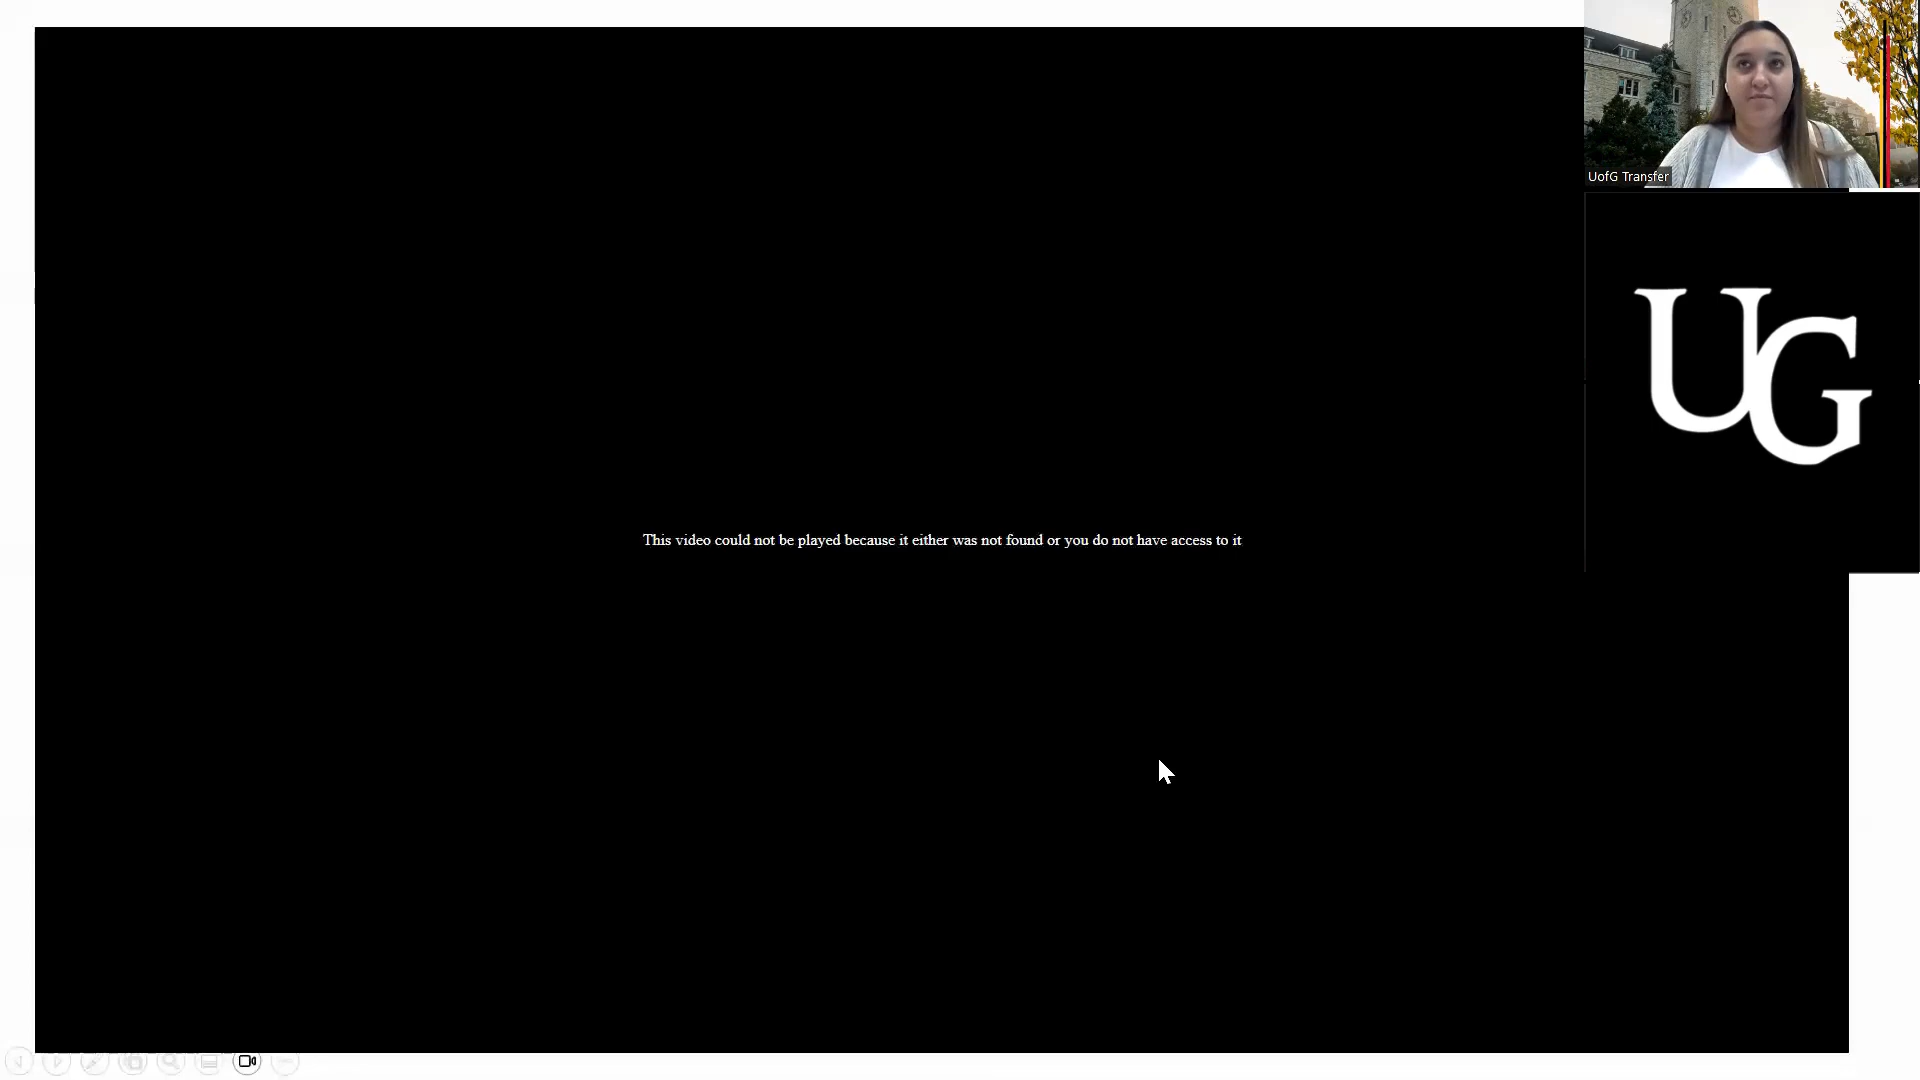 UofG Transfer
UG
This video could not be played because it either was not found or you do not have access to it